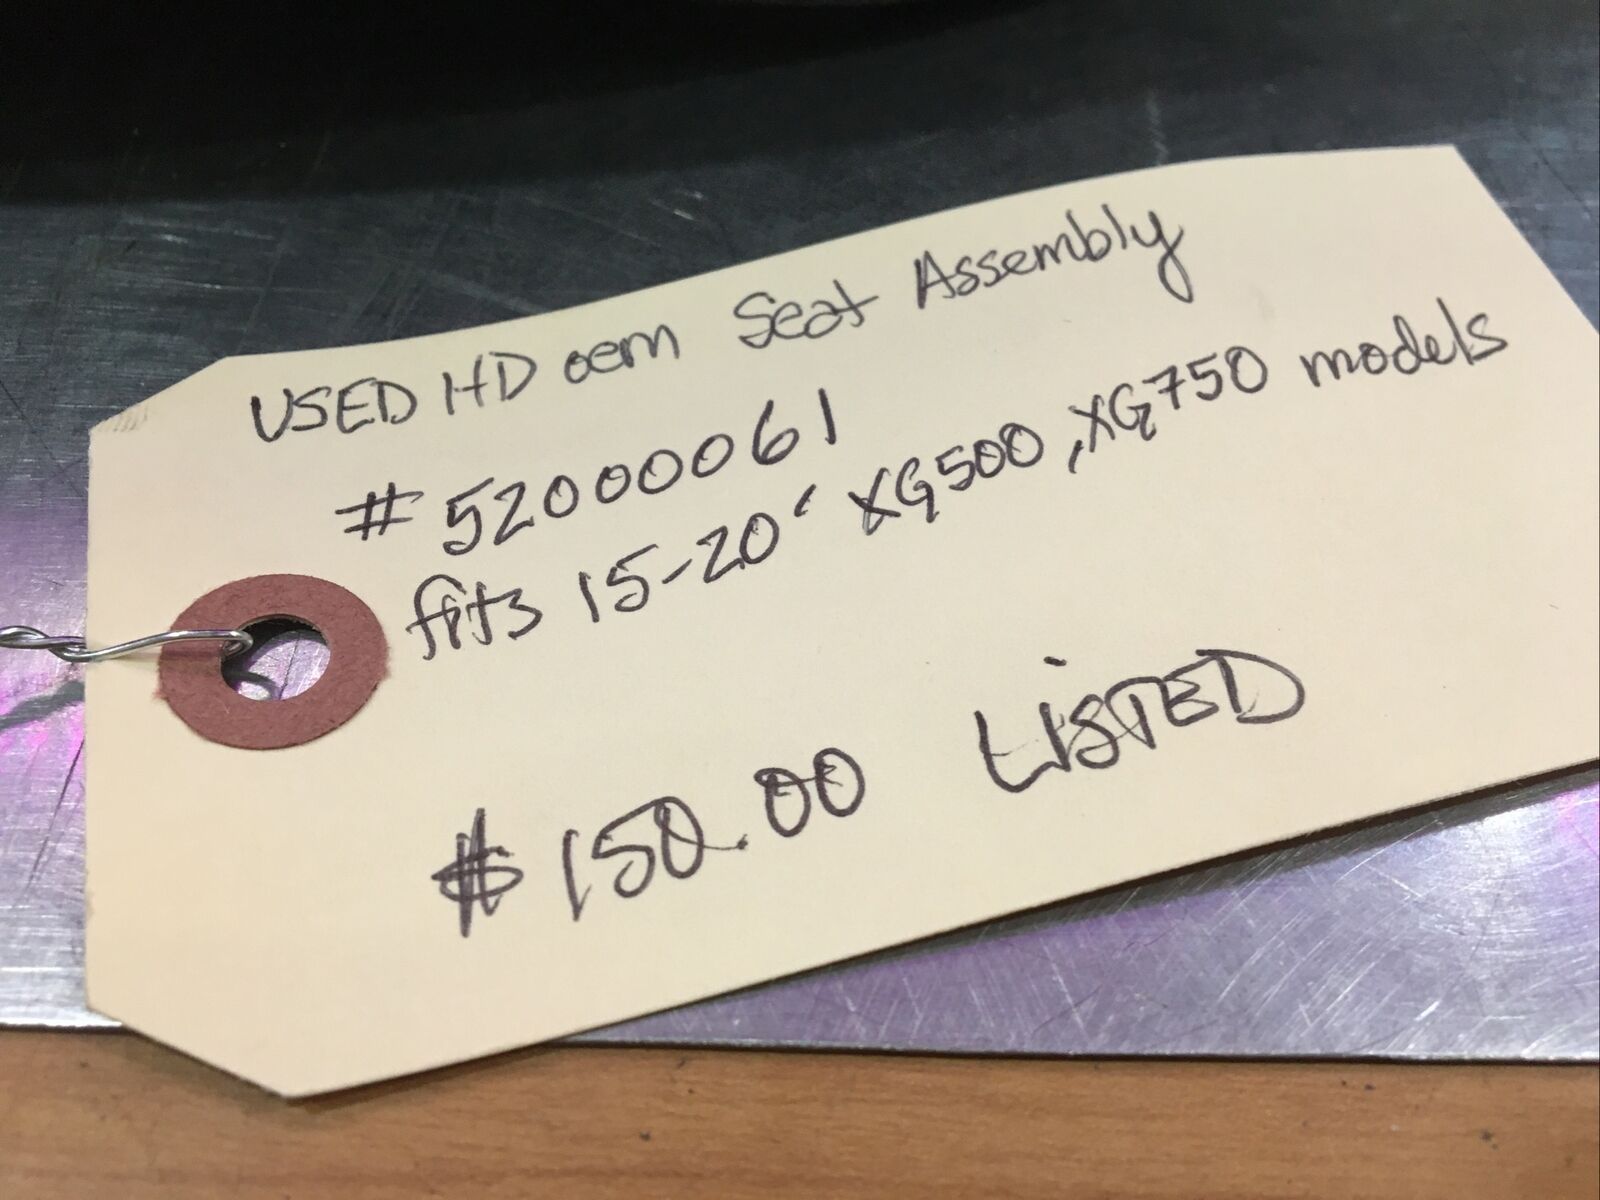 USED HD oem Seat Assembly
# 52000061
fits 15-20' XG500, XG750 models
$150.00 LiSTED